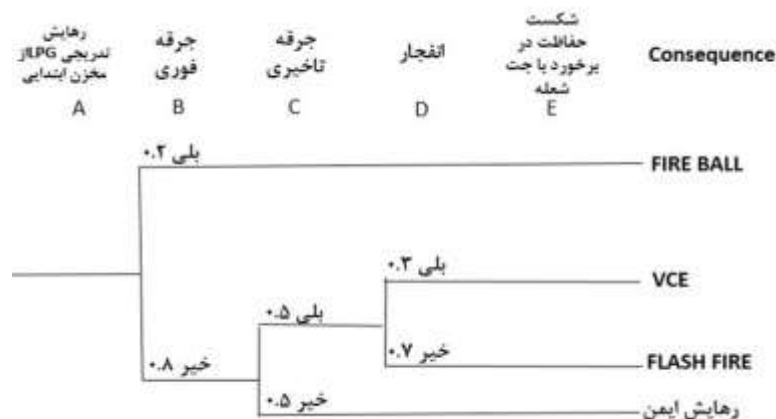 رهایش
تدریجی LPGاز
مخزن ابتدایی
A
جرقه
فوری
B
جرقه
تاخیری
C
انفجار
D
شکست
حفاظت در
برخورد با جت
شعله
E
Consequence
بلی ۰.۲
FIRE BALL
بلی ۰.۳
VCE
بلی ۰.۵
خیر ۰.۷
FLASH FIRE
خیر ۰.۸
خیر ۰.۵
رهایش ایمن